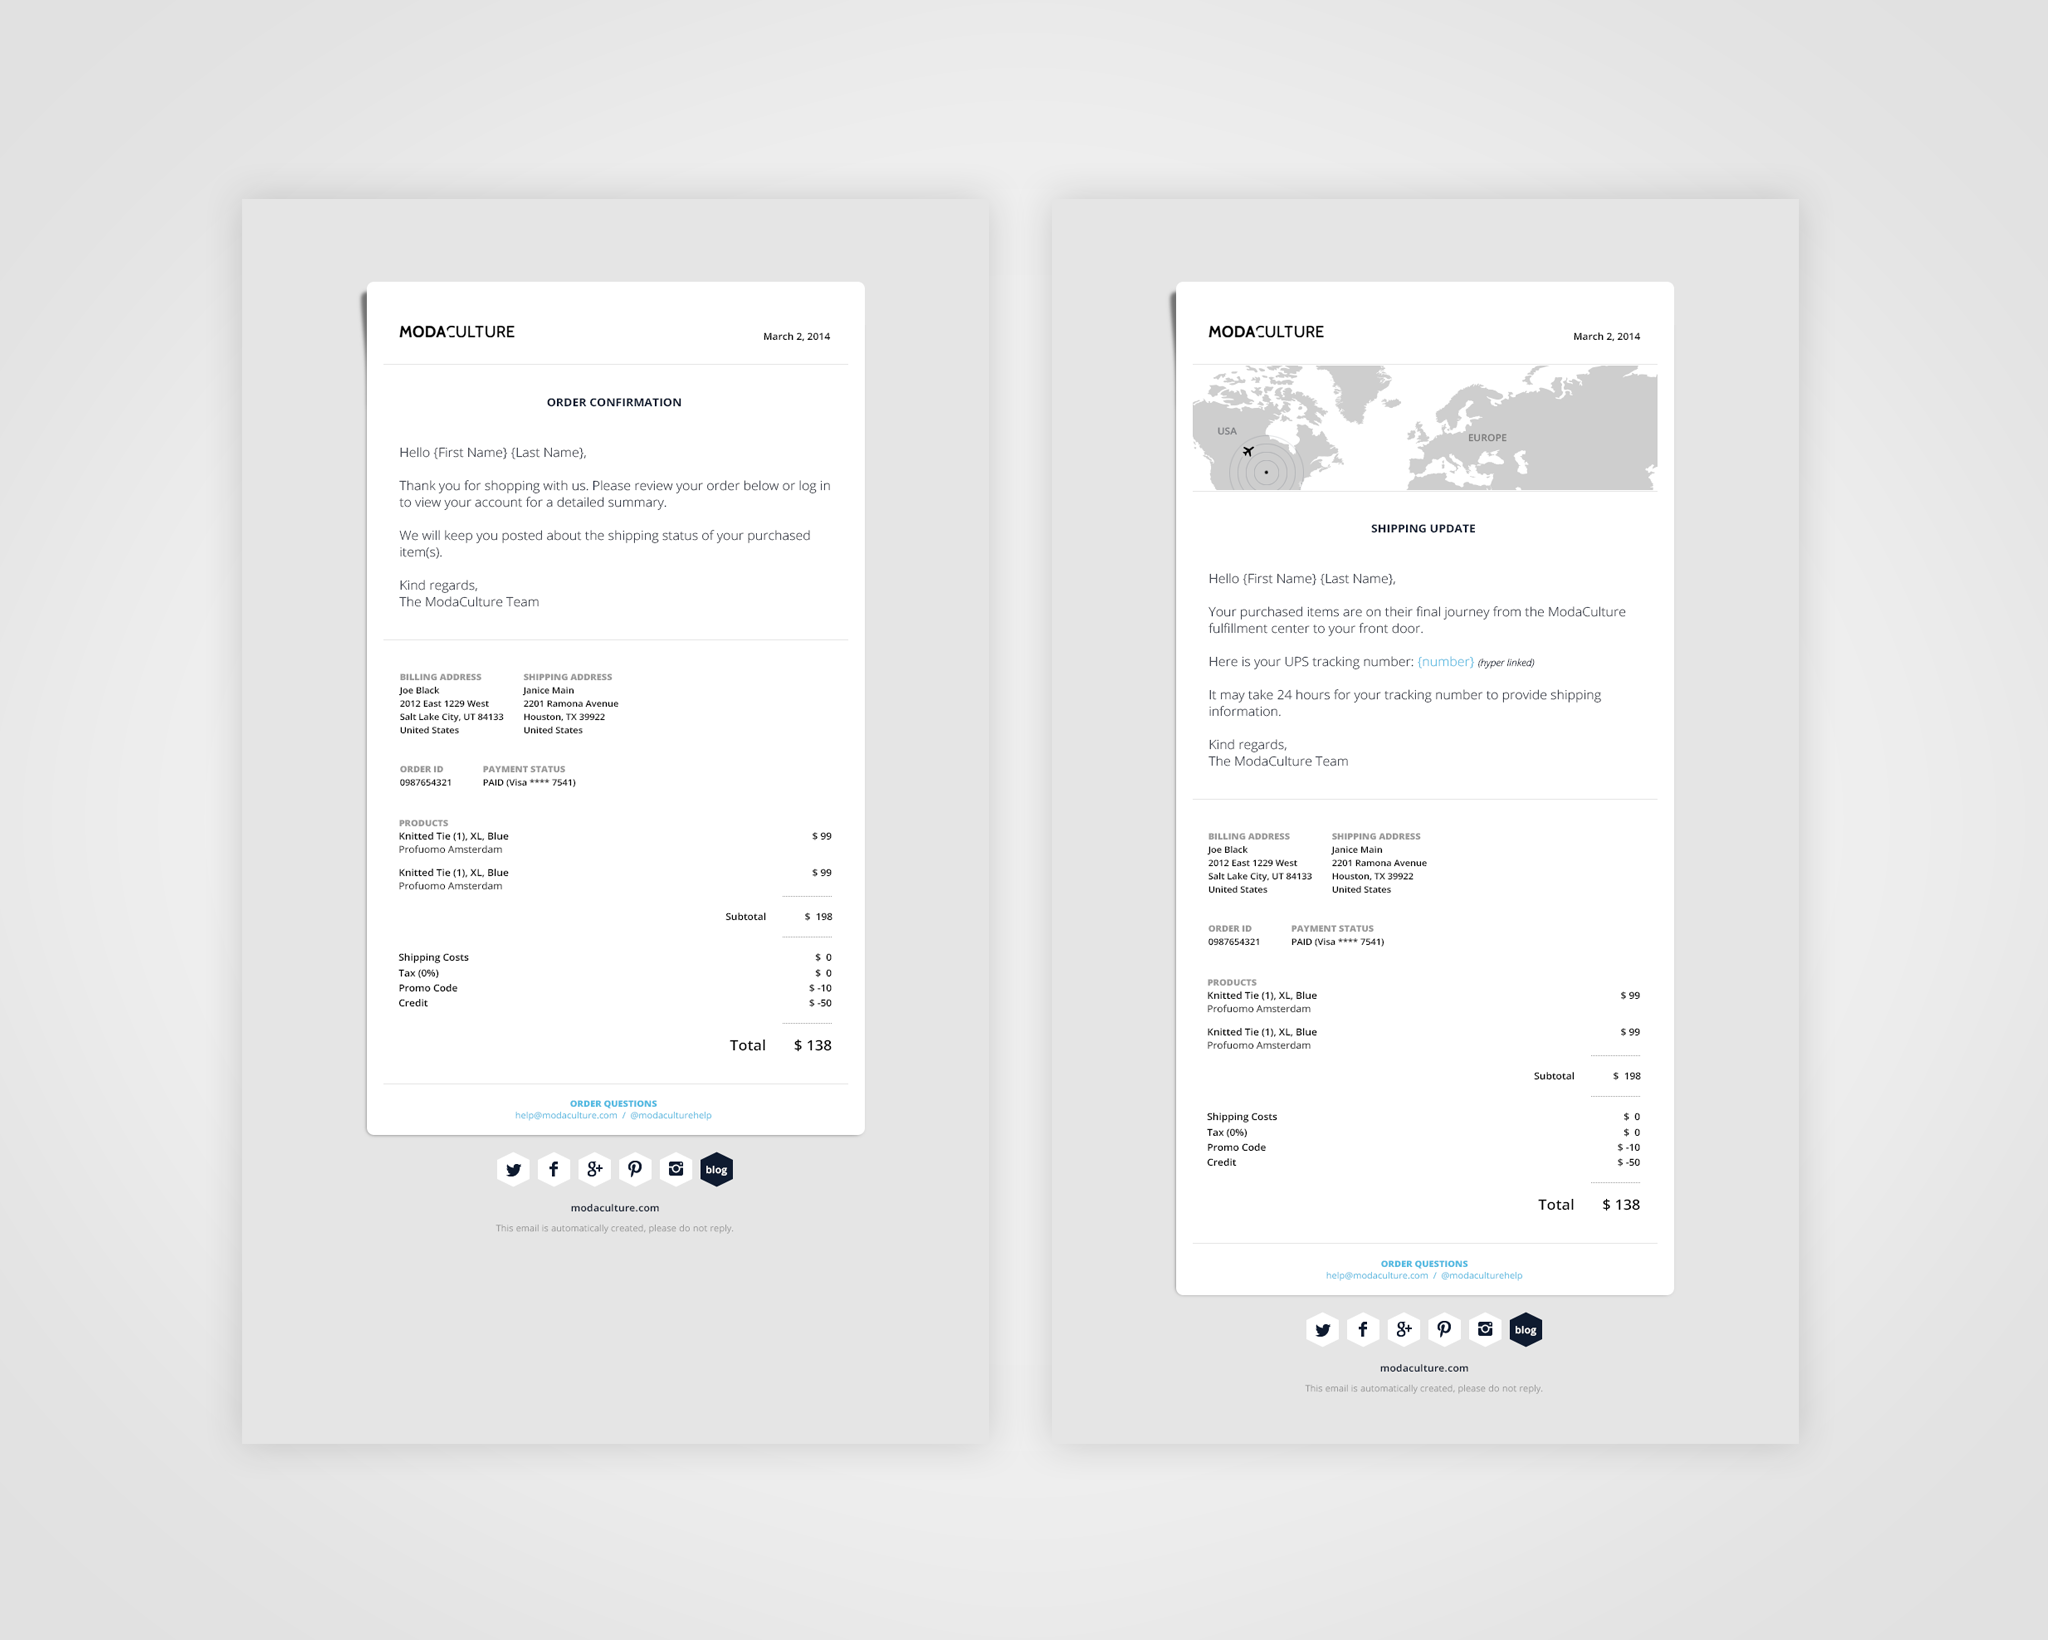 MODACULTURE
March 2, 2014
ORDER CONFIRMATION
Hello {First Name} {Last Name},
Thank you for shopping with us. Please review your order below or log in
to view your account for a detailed summary.
We will keep you posted about the shipping status of your purchased
item(s).
Kind regards,
The ModaCulture Team
BILLING ADDRESS SHIPPING ADDRESS
Joe Black Janice Main
2012 East 1229 West 2201 Ramona Avenue
Salt Lake City, UT 84133 Houston, TX 39922
United States United States
ORDER ID PAYMENT STATUS
0987654321 PAID (Visa **** 7541)
PRODUCTS
Knitted Tie (1), XL, Blue $ 99
Profuomo Amsterdam
Knitted Tie (1), XL, Blue $ 99
Profuomo Amsterdam
Subtotal $ 198
Shipping Costs $ 0
Tax (0%) $ 0
Promo Code $ -10
Credit $ -50
Total $ 138
ORDER QUESTIONS
help@modaculture.com / @modaculturehelp
blog
modaculture.com
This email is automatically created, please do not reply.
MODACULTURE
March 2, 2014
USA
EUROPE
SHIPPING UPDATE
Hello {First Name} {Last Name},
Your purchased items are on their final journey from the ModaCulture
fulfillment center to your front door.
Here is your UPS tracking number: {number} (hyper linked)
It may take 24 hours for your tracking number to provide shipping
information.
Kind regards,
The ModaCulture Team
BILLING ADDRESS SHIPPING ADDRESS
Joe Black Janice Main
2012 East 1229 West 2201 Ramona Avenue
Salt Lake City, UT 84133 Houston, TX 39922
United States United States
ORDER ID PAYMENT STATUS
0987654321 PAID (Visa **** 7541)
PRODUCTS
Knitted Tie (1), XL, Blue $ 99
Profuomo Amsterdam
Knitted Tie (1), XL, Blue $ 99
Profuomo Amsterdam
Subtotal $ 198
Shipping Costs $ 0
Tax (0%) $ 0
Promo Code $ -10
Credit $ -50
Total $ 138
ORDER QUESTIONS
help@modaculture.com / @modaculturehelp
blog
modaculture.com
This email is automatically created, please do not reply.